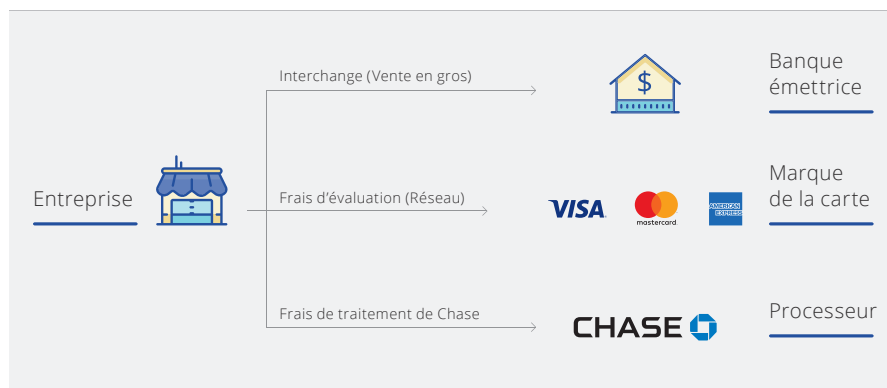 Interchange (Vente en gros)
$
Banque
émettrice
Entreprise
Frais d’évaluation (Réseau)
VISA
mastercard.
AMERICAN
EXPRESS
Marque
de la carte
Frais de traitement de Chase
CHASE
Processeur